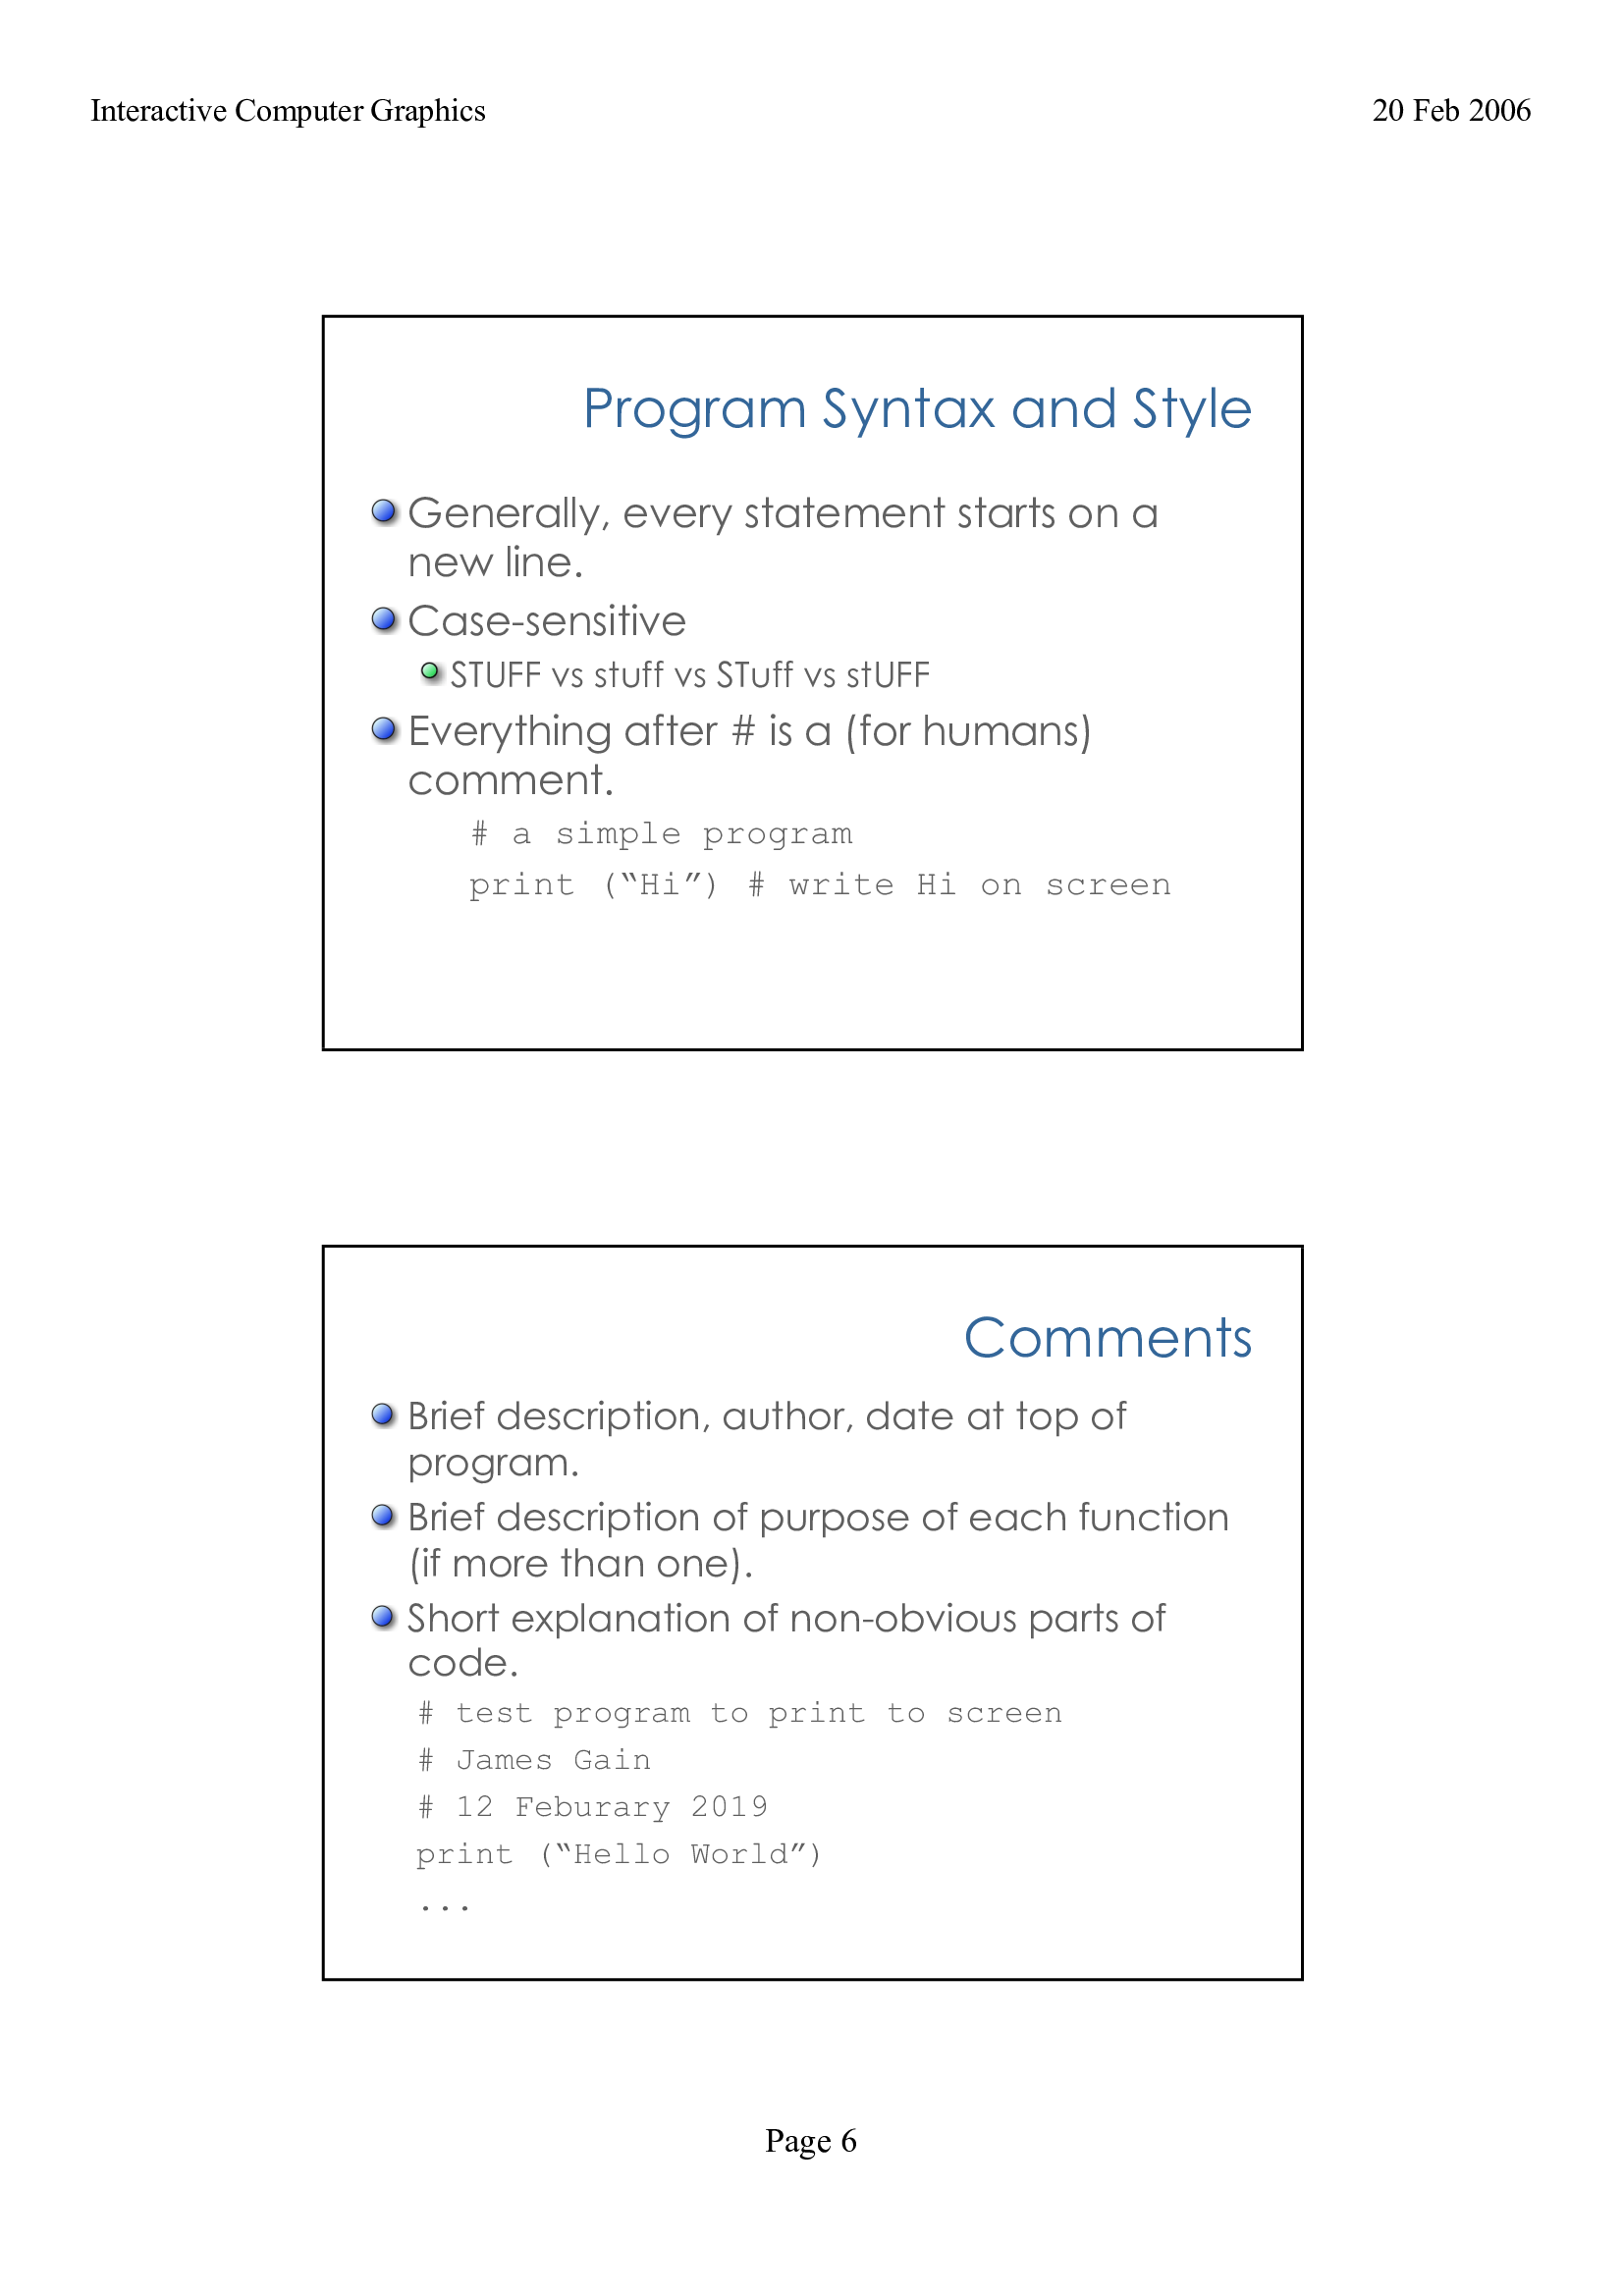 Interactive Computer Graphics 20 Feb 2006
Program Syntax and Style
Generally, every statement starts on a
new line.
Case-sensitive
STUFF vs stuff vs STuff vs stUFF
Everything after # is a (for humans)
comment.
# a simple program
print (“Hi”) # write Hi on screen
Comments
Brief description, author, date at top of
program.
Brief description of purpose of each function
(if more than one).
Short explanation of non-obvious parts of
code.
# test program to print to screen
# James Gain
# 12 Feburary 2019
print (“Hello World”)
...
Page 6